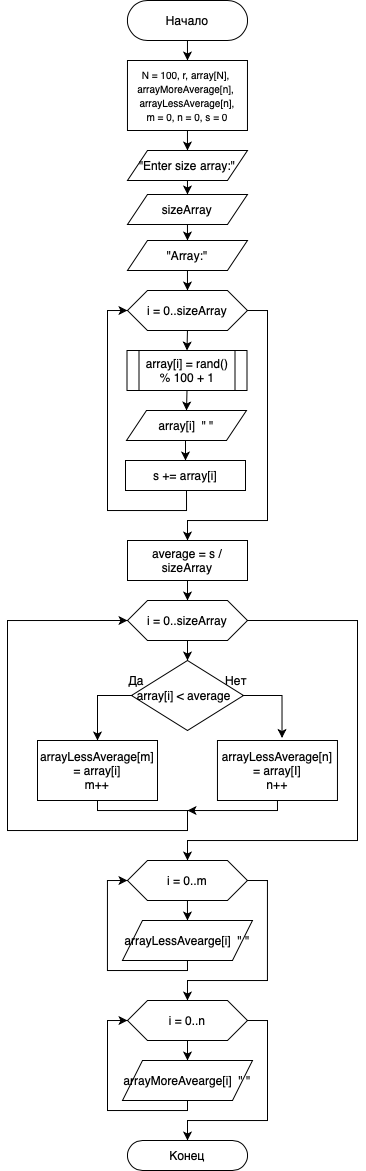 Начало
N = 100, r, array[N],
arrayMoreAverage[n],
arrayLessAverage[n],
m = 0, n = 0, s = 0
"Enter size array:"
sizeArray
"Array:"
i = 0..sizeArray
array[i] = rand()
% 100 + 1
array[i] " "
s += array[i]
average = s /
sizeArray
i = 0..sizeArray
Да
Нет
array[i] < average
arrayLessAverage[m]
= array[i]
m++
arrayLessAverage[n]
= array[I]
n++
i = 0..m
arrayLessAvearge[i] " "
i = 0..n
arrayMoreAvearge[i] " "
Конец